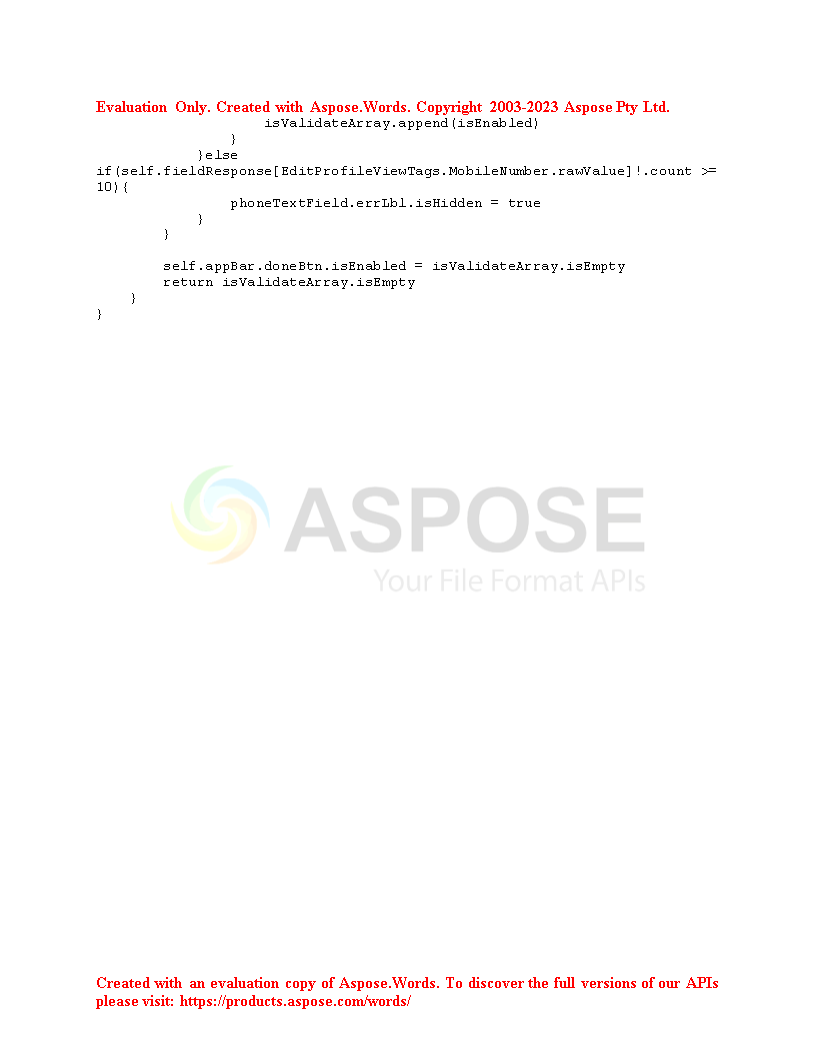 Evaluation Only. Created with Aspose.Words. Copyright 2003-2023 Aspose Pty Ltd.
                    isValidateArray.append(isEnabled)
                }
            }else
if(self.fieldResponse[EditProfileViewTags.MobileNumber.rawValue]!.count >=
10){
                phoneTextField.errLbl.isHidden = true
            }
        }

        self.appBar.doneBtn.isEnabled = isValidateArray.isEmpty
        return isValidateArray.isEmpty
    }
}
ASPOSE
Your File Format APIs
Created with an evaluation copy of Aspose.Words. To discover the full versions of our APIs
please visit: https://products.aspose.com/words/